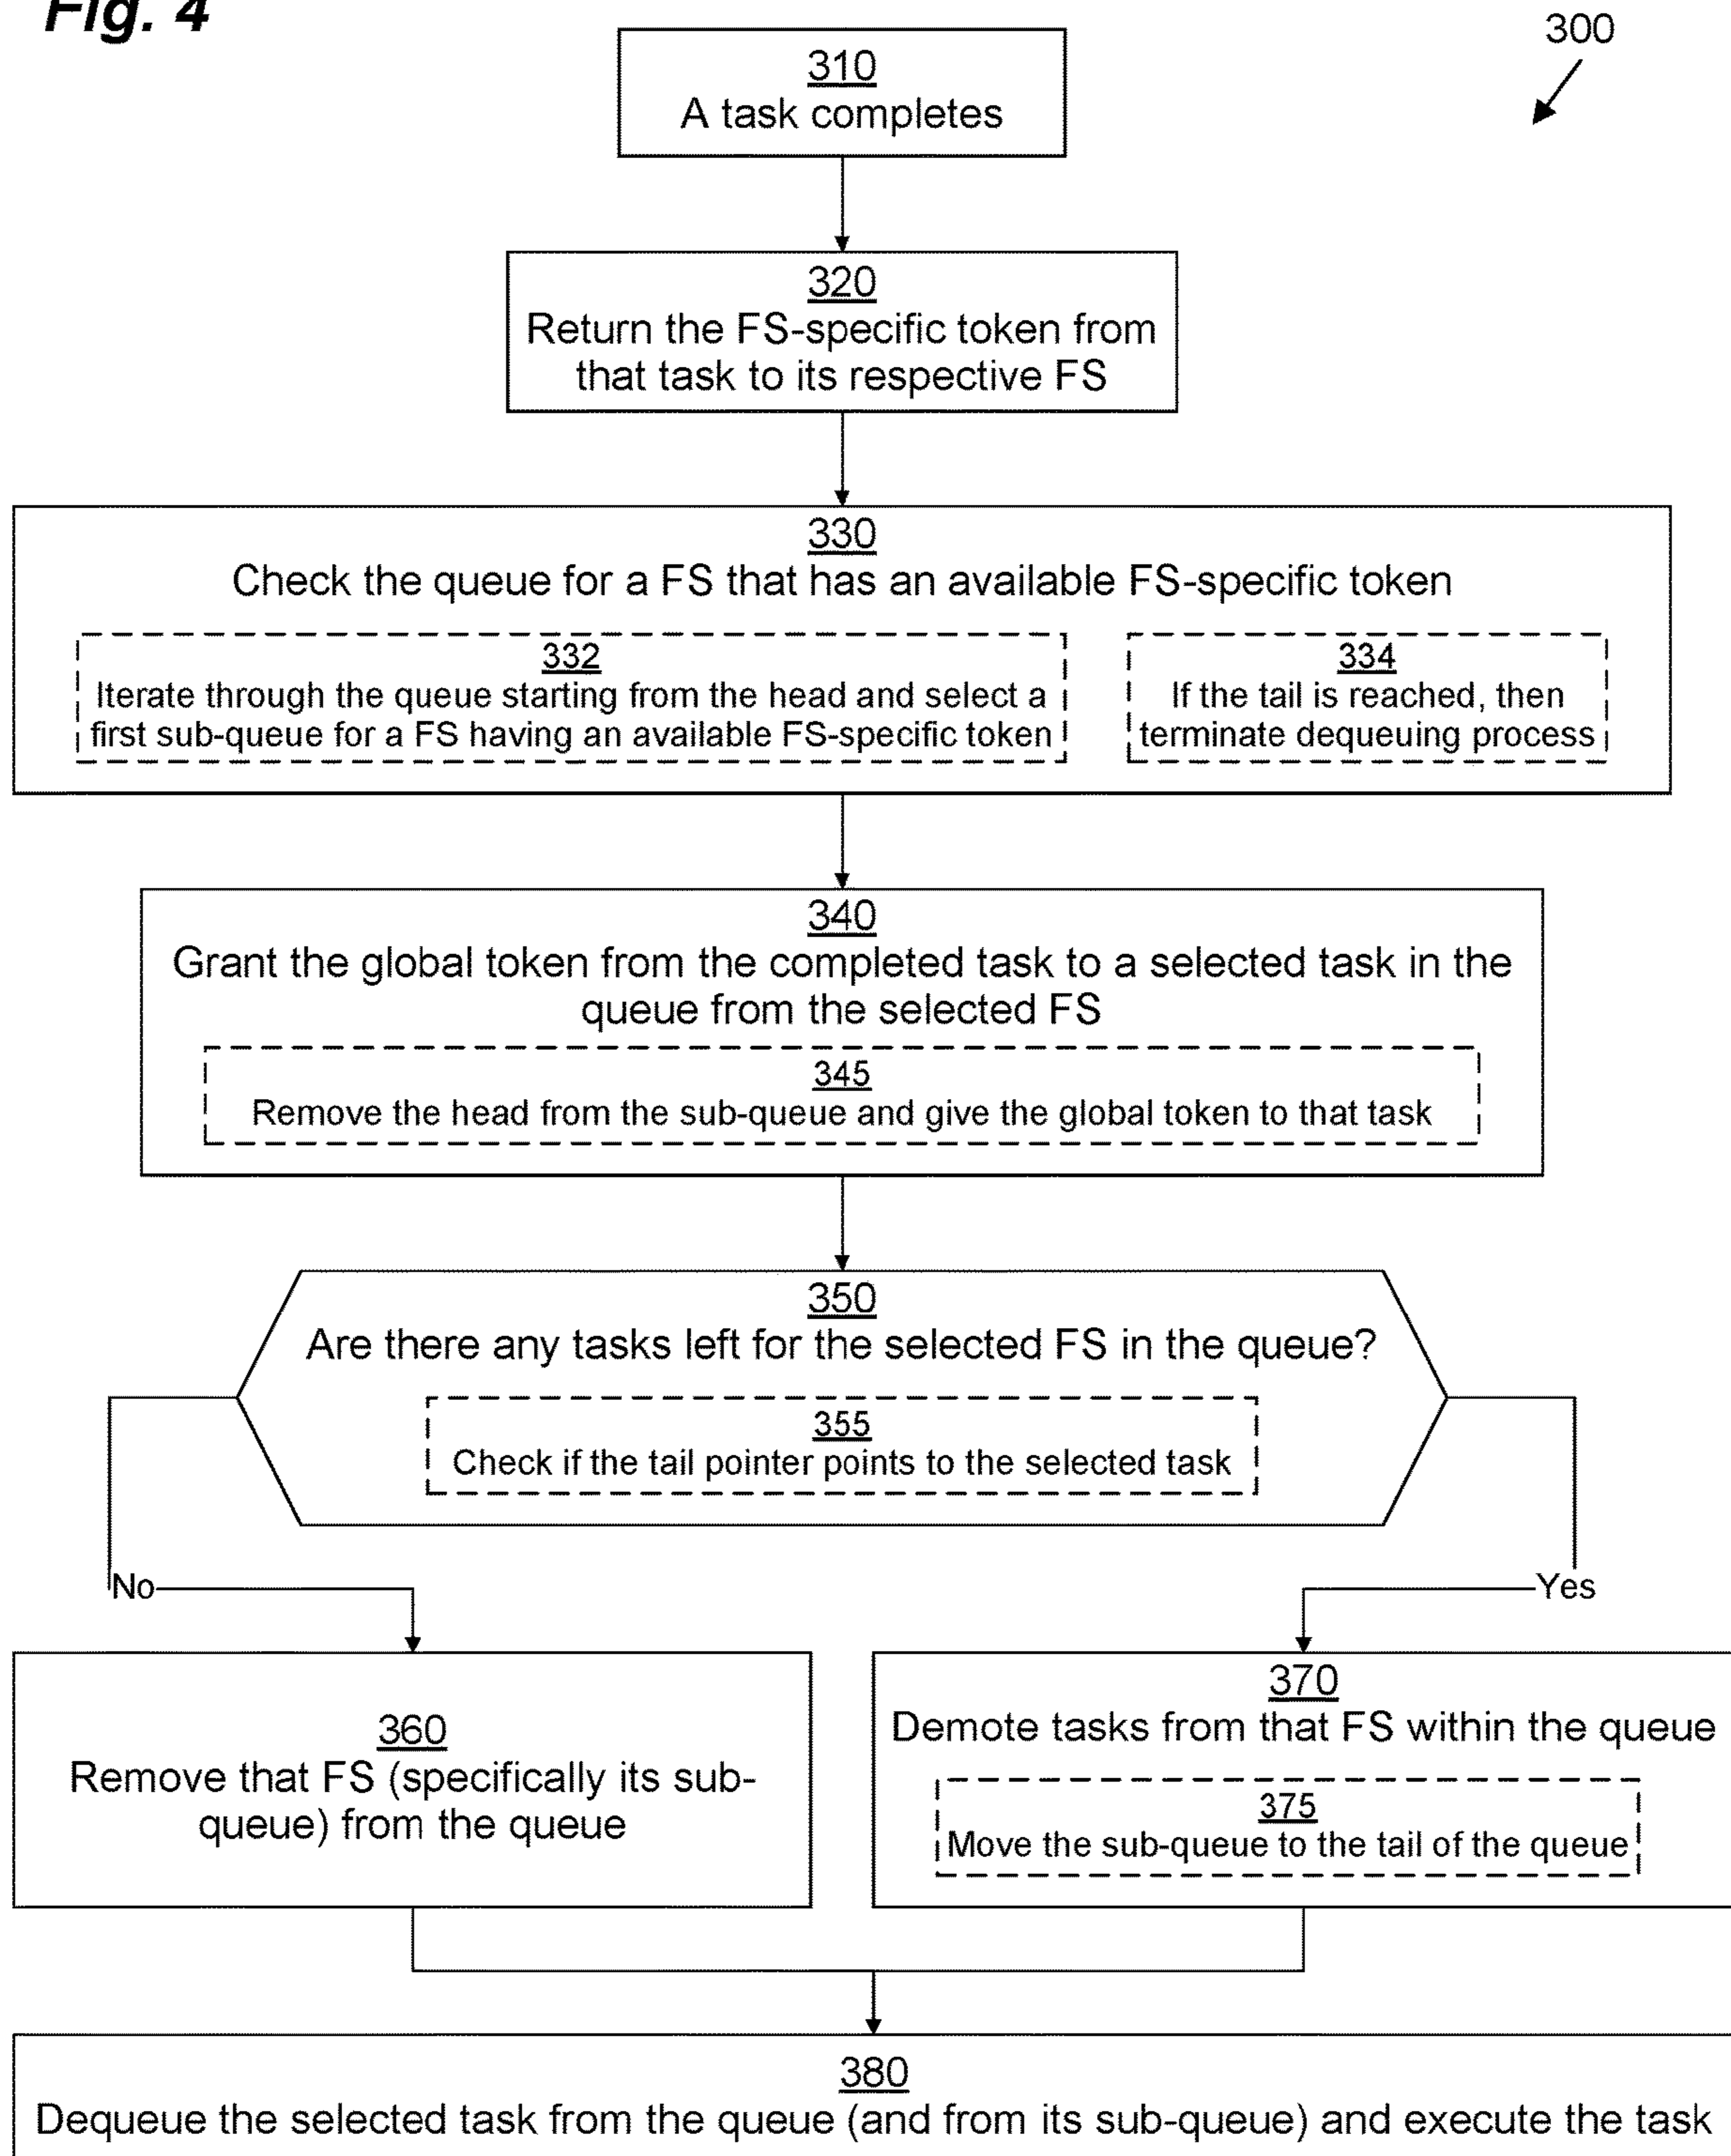 Fig. 4
300
310
A task completes
320
Return the FS-specific token from
that task to its respective FS
330
Check the queue for a FS that has an available FS-specific token
332
Iterate through the queue starting from the head and select a
first sub-queue for a FS having an available FS-specific token
334
If the tail is reached, then
terminate dequeuing process
340
Grant the global token from the completed task to a selected task in the
queue from the selected FS
345
Remove the head from the sub-queue and give the global token to that task
350
Are there any tasks left for the selected FS in the queue?
355
Check if the tail pointer points to the selected task
No
Yes
360
Remove that FS (specifically its sub-
queue) from the queue
370
Demote tasks from that FS within the queue
375
Move the sub-queue to the tail of the queue
380
Dequeue the selected task from the queue (and from its sub-queue) and execute the task